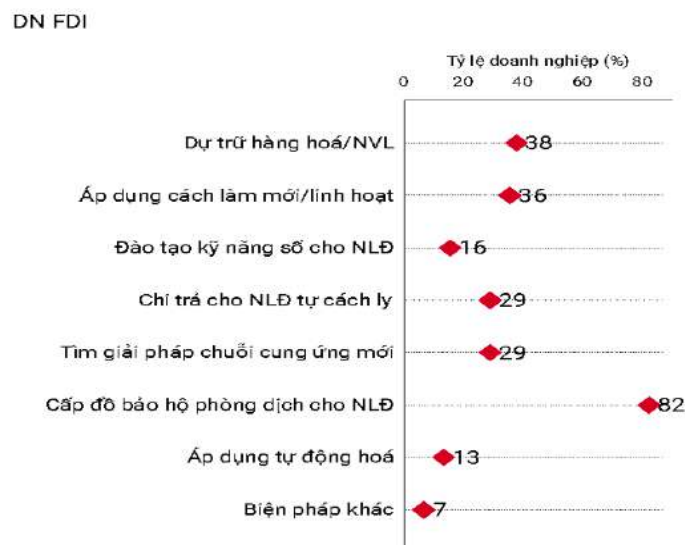 DN FDI
Tỷ lệ doanh nghiệp (%)
0 20 40 60 80
Dự trữ hàng hoá/NVL 38
Áp dụng cách làm mới/linh hoạt 36
Đào tạo kỹ năng số cho NLĐ 16
Chi trả cho NLĐ tự cách ly 29
Tìm giải pháp chuỗi cung ứng mới 29
Cấp đồ bảo hộ phòng dịch cho NLĐ 82
Áp dụng tự động hoá 13
Biện pháp khác 7